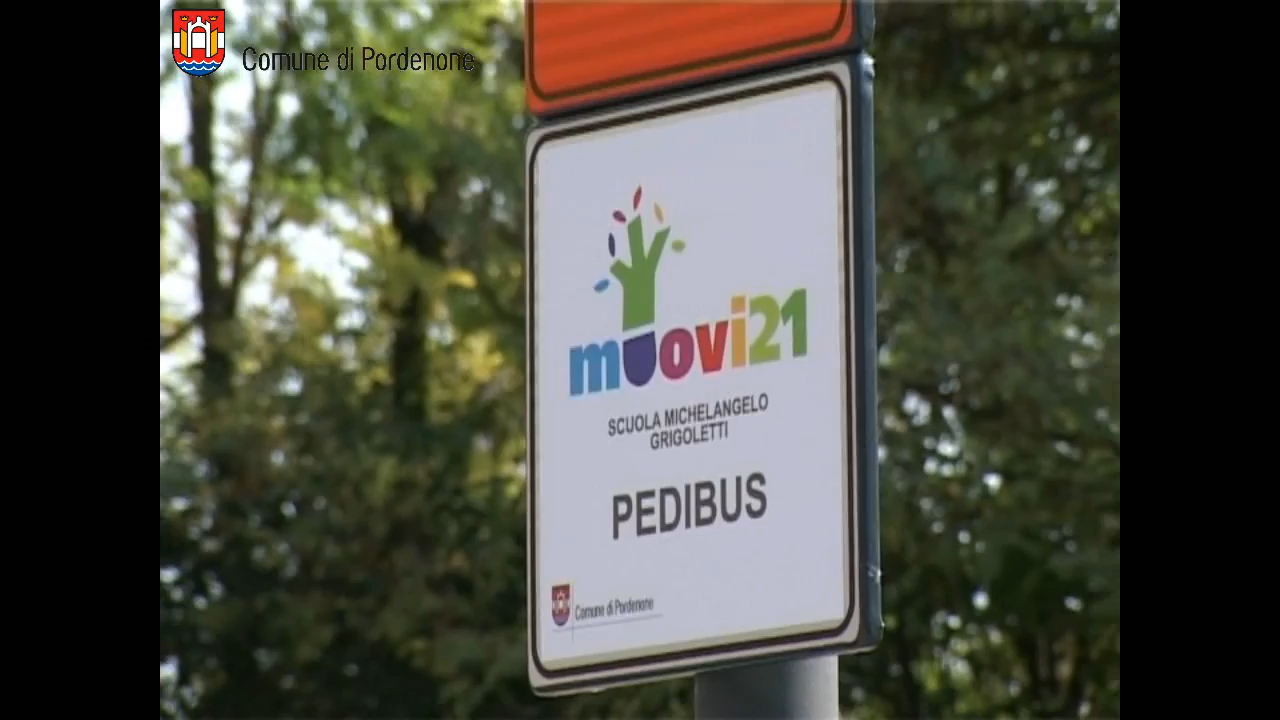 Comune di Pordenone
muovi21
SCUOLA MICHELANGELO
GRIGOLETTI
PEDIBUS
Comune di Pordenone